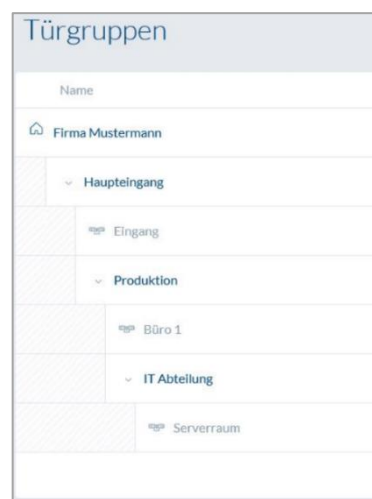 Türgruppen
Name
Firma Mustermann
Haupteingang
Eingang
Produktion
Büro 1
IT Abteilung
Serverraum